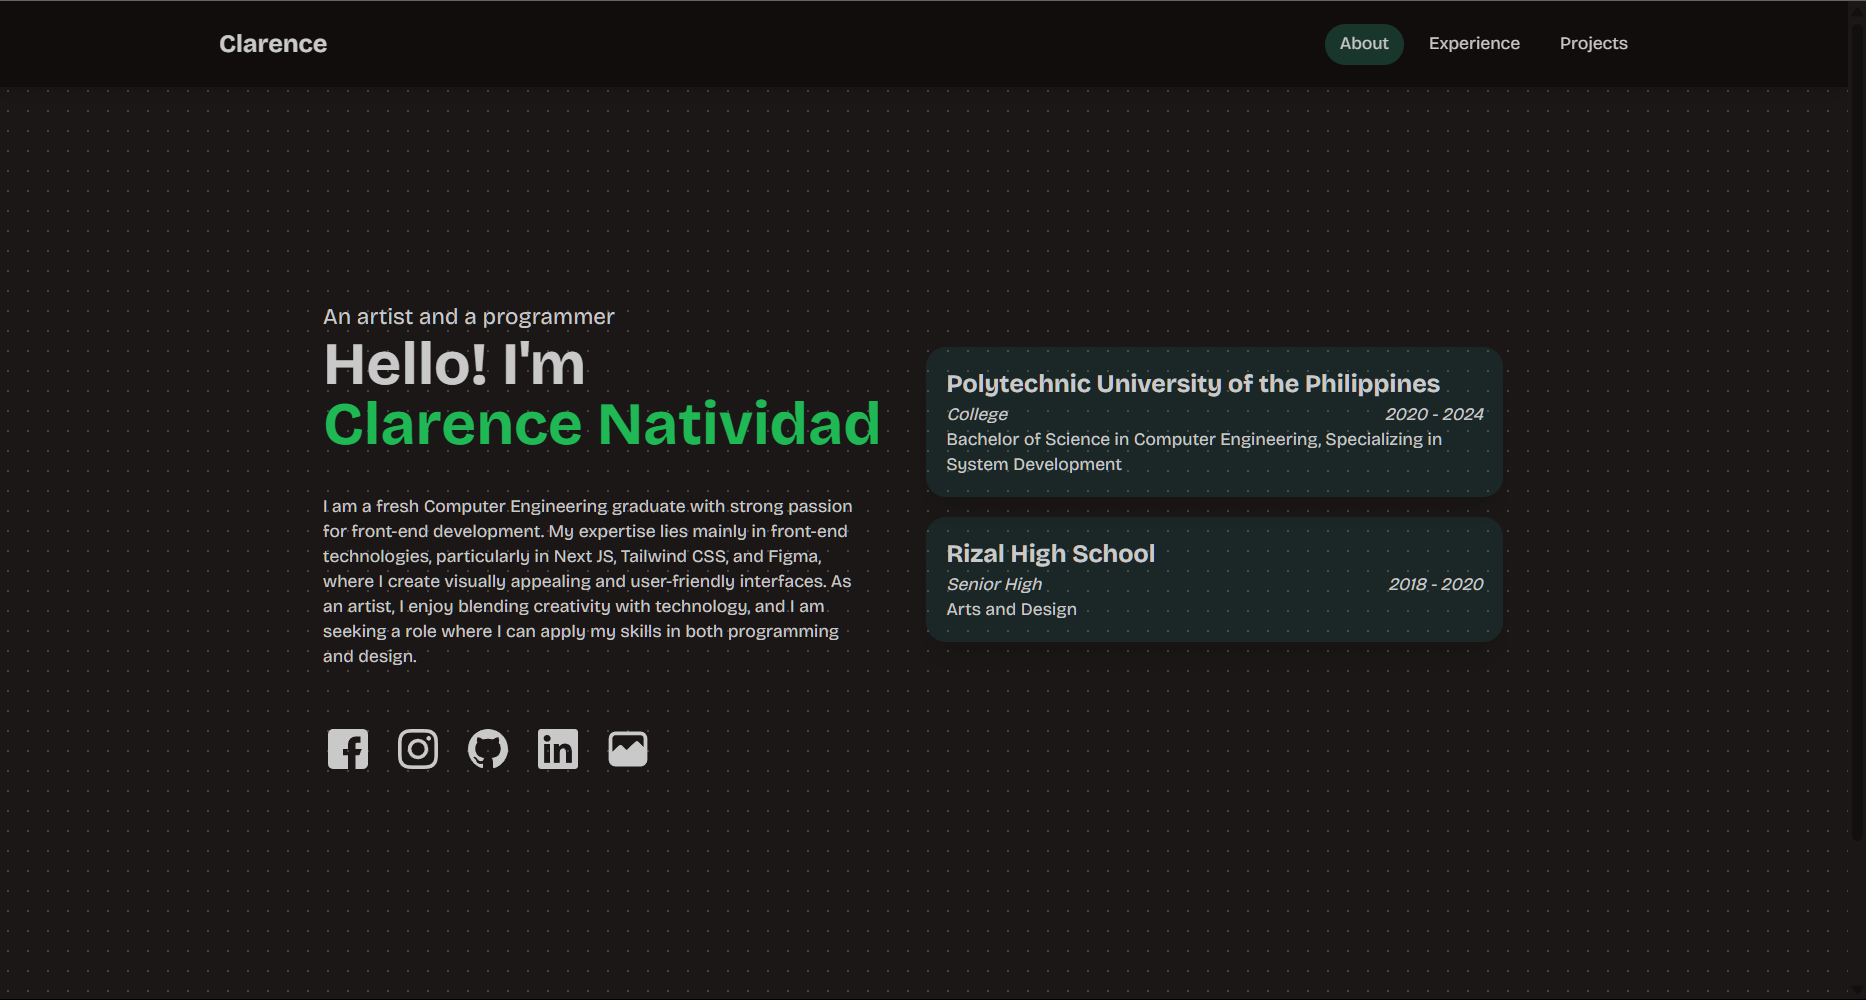 Clarence
About
Experience
Projects
An artist and a programmer
Hello! I'm
Clarence Natividad
I am a fresh Computer Engineering graduate with strong passion
for front-end development. My expertise lies mainly in front-end
technologies, particularly in Next JS, Tailwind CSS, and Figma,
where I create visually appealing and user-friendly interfaces. As
an artist, I enjoy blending creativity with technology, and I am
seeking a role where I can apply my skills in both programming
and design.
Polytechnic University of the Philippines
College 2020 - 2024
Bachelor of Science in Computer Engineering, Specializing in
System Development
Rizal High School
Senior High 2018 - 2020
Arts and Design